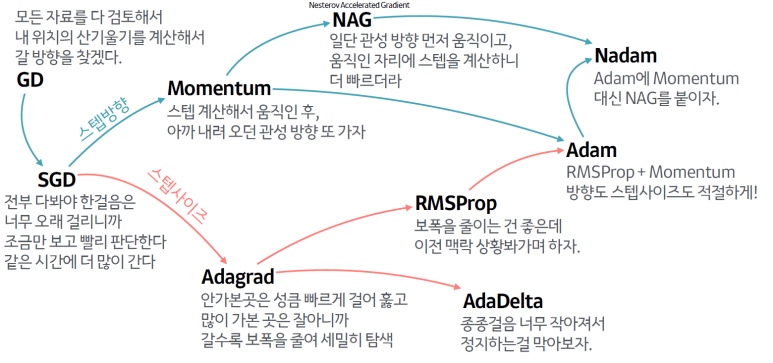 모든 자료를 다 검토해서
내 위치의 산기울기를 계산해서
갈 방향을 찾겠다.
GD
Nesterov Accelerated Gradient
NAG
일단 관성 방향 먼저 움직이고,
움직인 자리에 스텝을 계산하니
더 빠르더라
Nadam
Adam에 Momentum
대신 NAG를 붙이자.
Momentum
스텝 계산해서 움직인 후,
아까 내려 오던 관성 방향 또 가자
스텝방향
Adam
RMSProp + Momentum
방향도 스텝사이즈도 적절하게!
SGD
전부 다봐야 한걸음은
너무 오래 걸리니까
조금만 보고 빨리 판단한다
같은 시간에 더 많이 간다
스텝사이즈
RMSProp
보폭을 줄이는 건 좋은데
이전 맥락 상황봐가며 하자.
Adagrad
안가본곳은 성큼 빠르게 걸어 훓고
많이 가본 곳은 잘아니까
갈수록 보폭을 줄여 세밀히 탐색
AdaDelta
종종걸음 너무 작아져서
정지하는걸 막아보자.